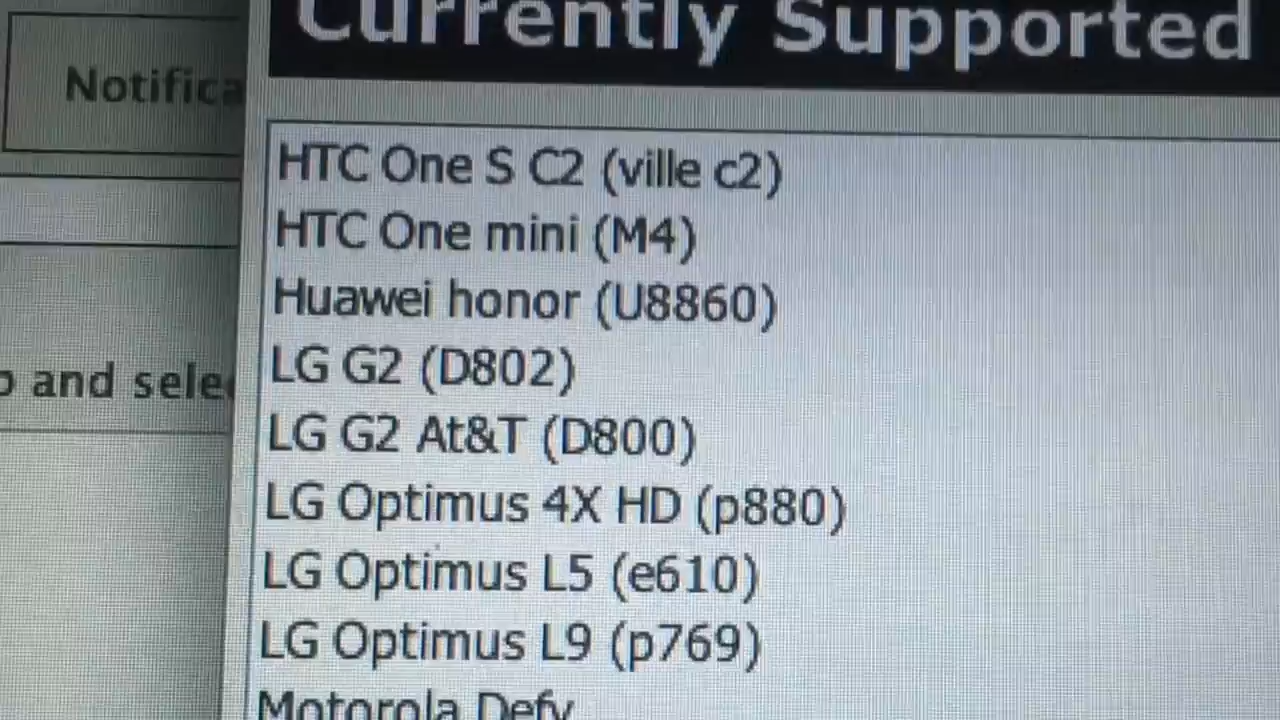 Currently Supported
Notifica
HTC One S C2 (ville c2)
HTC One mini (M4)
Huawei honor (U8860)
LG G2 (D802)
and sele
LG G2 At&T (D800)
LG Optimus 4X HD (p880)
LG Optimus L5 (e610)
LG Optimus L9 (p769)
Motorola Defy